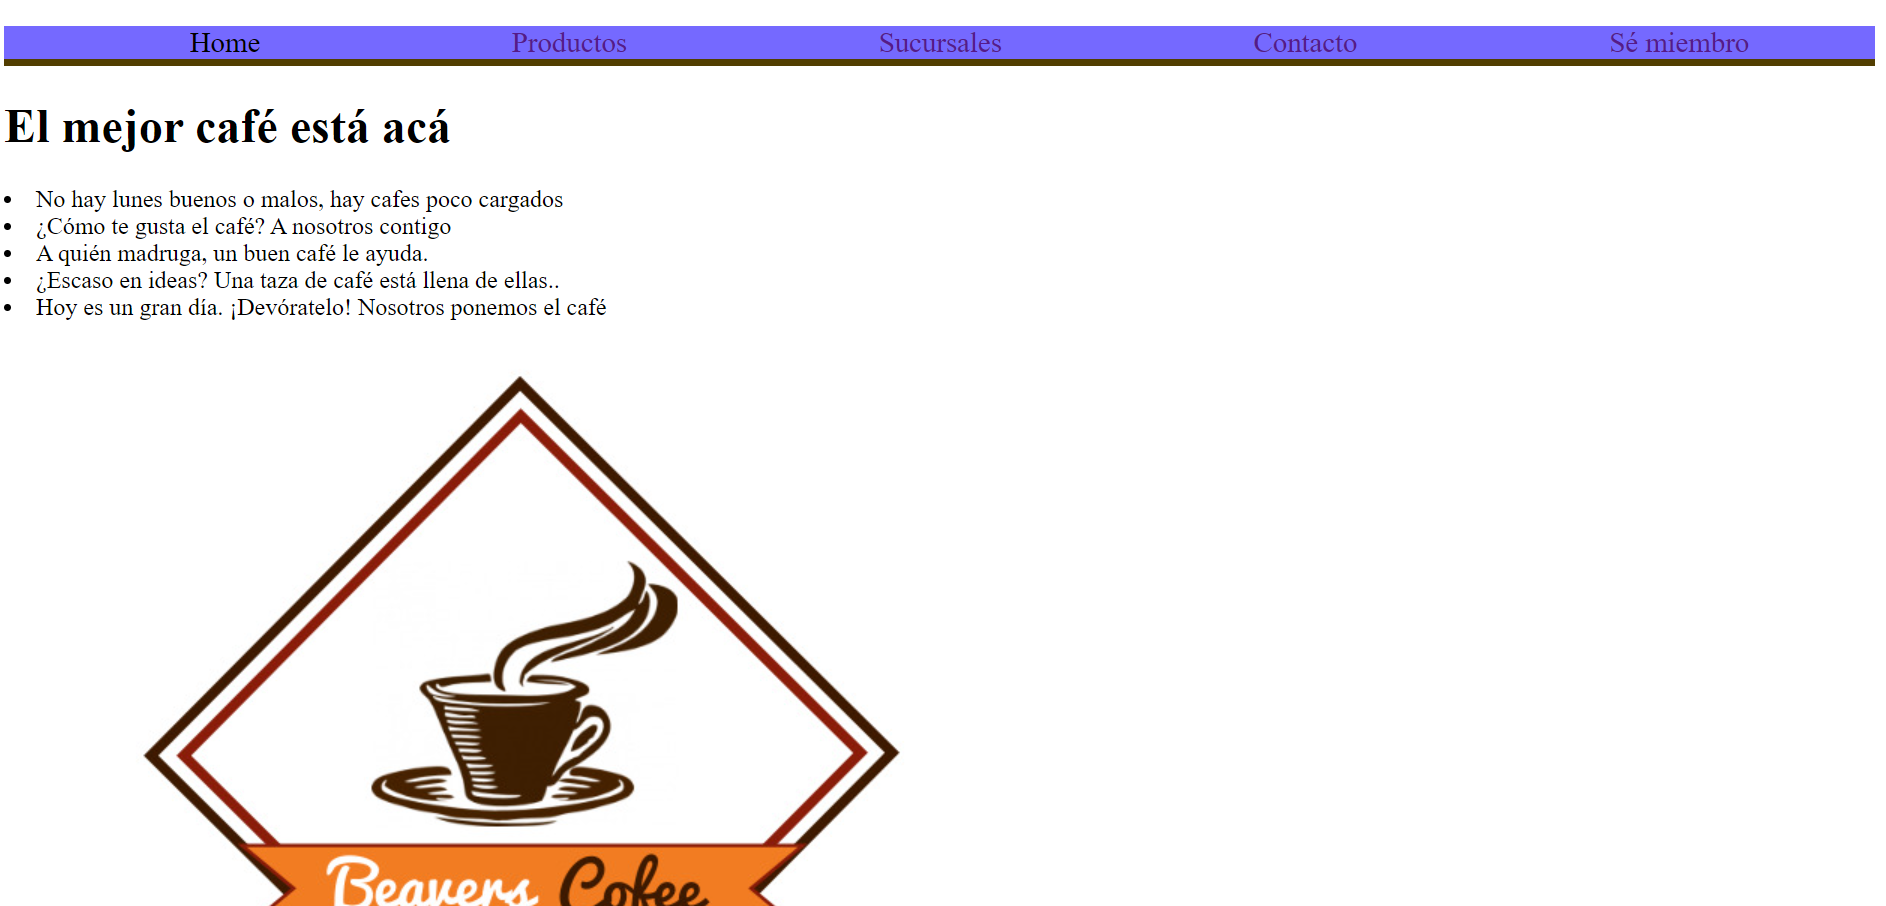 Home Productos Sucursales Contacto Sé miembro
El mejor café está acá
No hay lunes buenos o malos, hay cafes poco cargados
¿Cómo te gusta el café? A nosotros contigo
A quién madruga, un buen café le ayuda.
¿Escaso en ideas? Una taza de café está llena de ellas..
Hoy es un gran día. ¡Devóratelo! Nosotros ponemos el café
Beavers Cofee